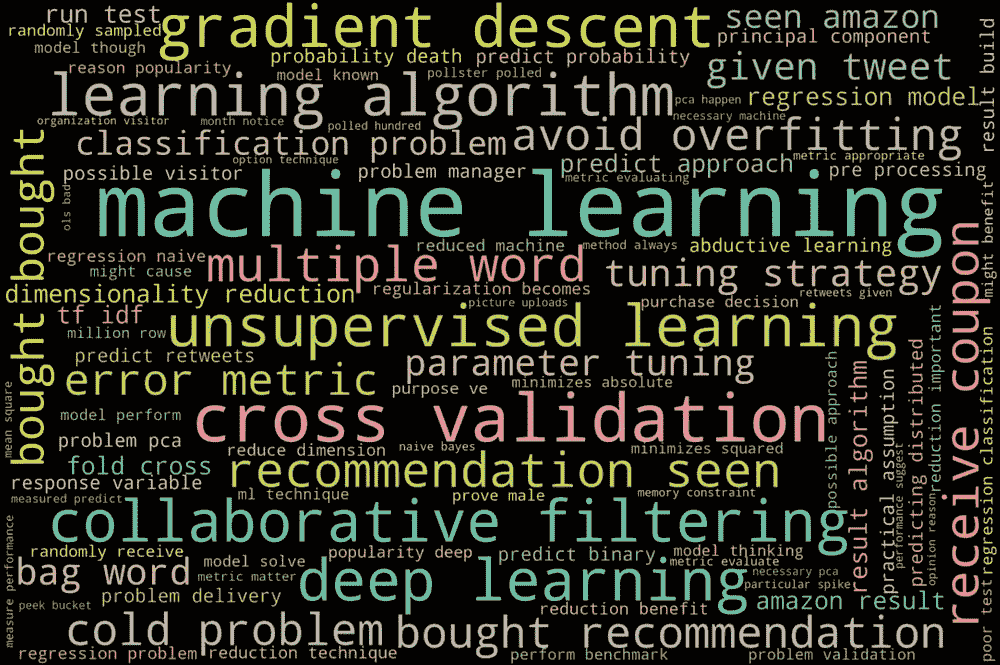 run test
gradient descent
seen amazon
randomly sampled
principal component
model though
probability death
predict probability
given tweet
reason popularity
model known
pollster polled
learning algorithm
pca happen
regression model
organization visitor
month notice
polled hundred
necessary machine
classification problem
avoid overfitting
option technique
predict approach
metric appropriate
possible visitor
problem manager
metric evaluating
pre processing
machine learning
ols bad
regression naive
reduced machine
method always
abductive learning
might cause
multiple word
tuning strategy
dimensionality reduction
regularization becomes
retweets given
tf idf
picture uploads
purchase decision
million row
unsupervised learning
predict retweets
parameter tuning
error metric
purpose ve
minimizes absolute
model perform
cross validation
problem pca
reduce dimension
naive bayes
minimizes squared
fold cross
recommendation seen
response variable
measured predict
ml technique
prove male
memory constraint
collaborative filtering
randomly receive
model solve
popularity deep
predict binary
model thinking
bag word
metric matter
deep learning
metric evaluate
necessary pca
particular spike
problem delivery
amazon result
peek bucket
reduction benefit
cold problem
bought recommendation
regression problem
reduction technique
perform benchmark
problem validation
bought bought
mean square
measure performance
possible approach
result algorithm
practical assumption
performance suggest
predicting distributed
opinion reason
reduction important
receive coupon
result build
might benefit
regression classification
poor test